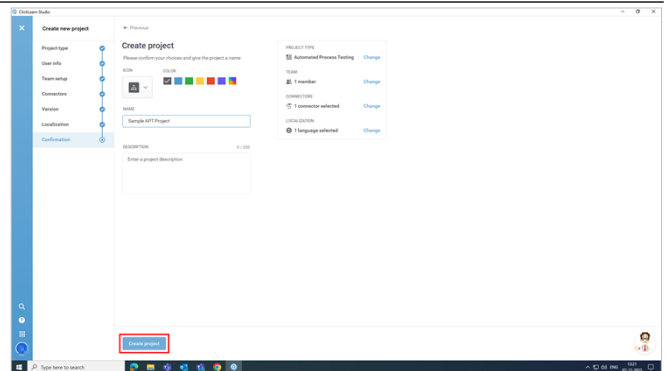 ClickLearn Studio
Create new project
Project type
User info
Team setup
Connectors
Version
Localization
Confirmation
← Previous
Create project
Please confirm your choices and give the project a name
ICON
COLOR
NAME
Sample APT Project
DESCRIPTION
0 / 250
Enter a project description
PROJECT TYPE
Automated Process Testing
Change
TEAM
1 member
Change
CONNECTORS
1 connector selected
Change
LOCALIZATION
1 language selected
Change
Create project
Type here to search
ENG